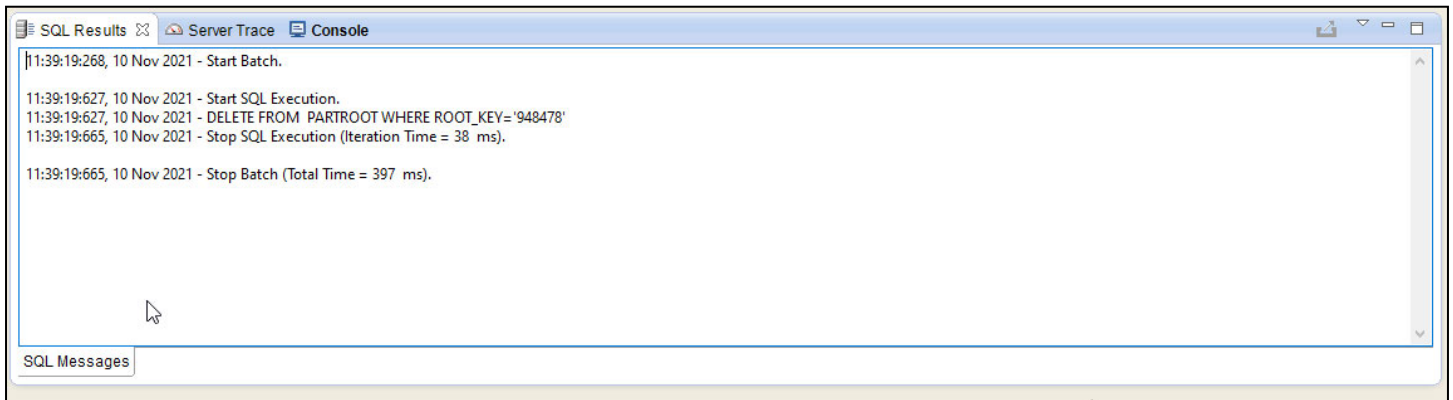 SQL Results Server Trace Console
11:39:19:268, 10 Nov 2021 - Start Batch.
11:39:19:627, 10 Nov 2021 - Start SQL Execution.
11:39:19:627, 10 Nov 2021 - DELETE FROM  PARTROOT WHERE ROOT_KEY='948478'
11:39:19:665, 10 Nov 2021 - Stop SQL Execution (Iteration Time = 38  ms).
11:39:19:665, 10 Nov 2021 - Stop Batch (Total Time = 397  ms).
SQL Messages